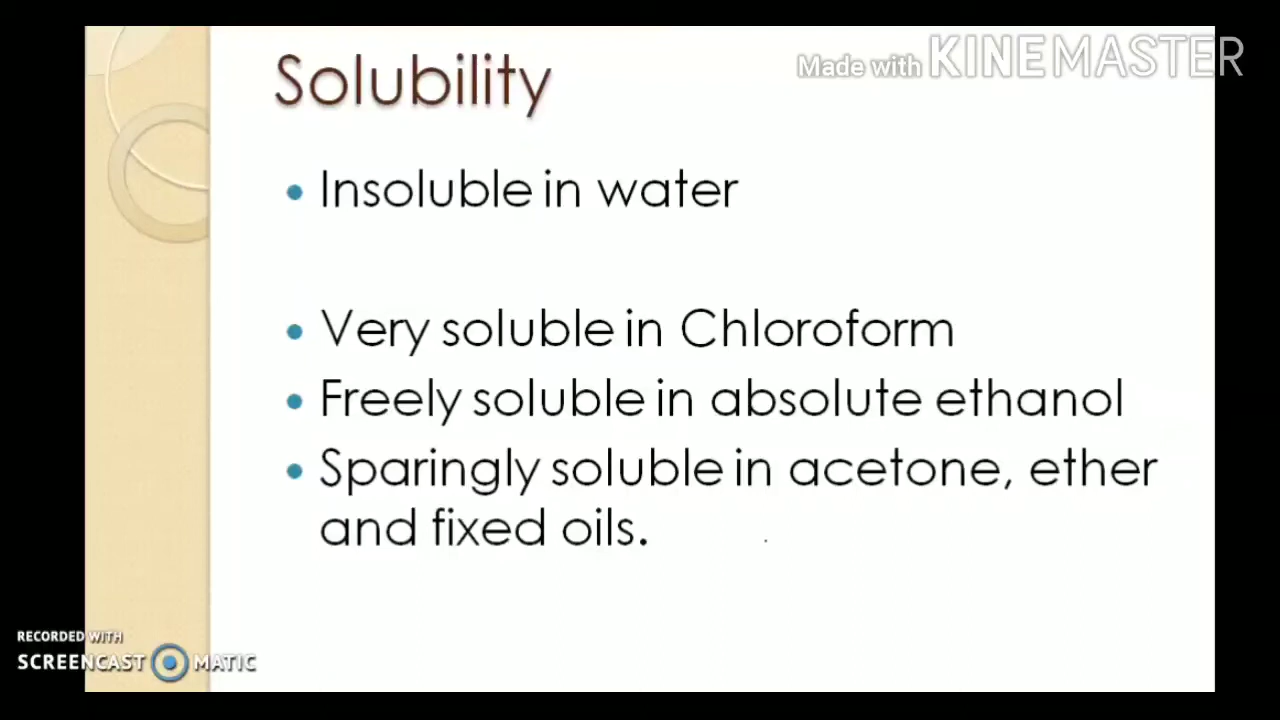 Solubility
Made with KINEMASTER
Insoluble in water
Very soluble in Chloroform
Freely soluble in absolute ethanol
Sparingly soluble in acetone, ether
and fixed oils.
RECORDED WITH
SCREENCAST MATIC